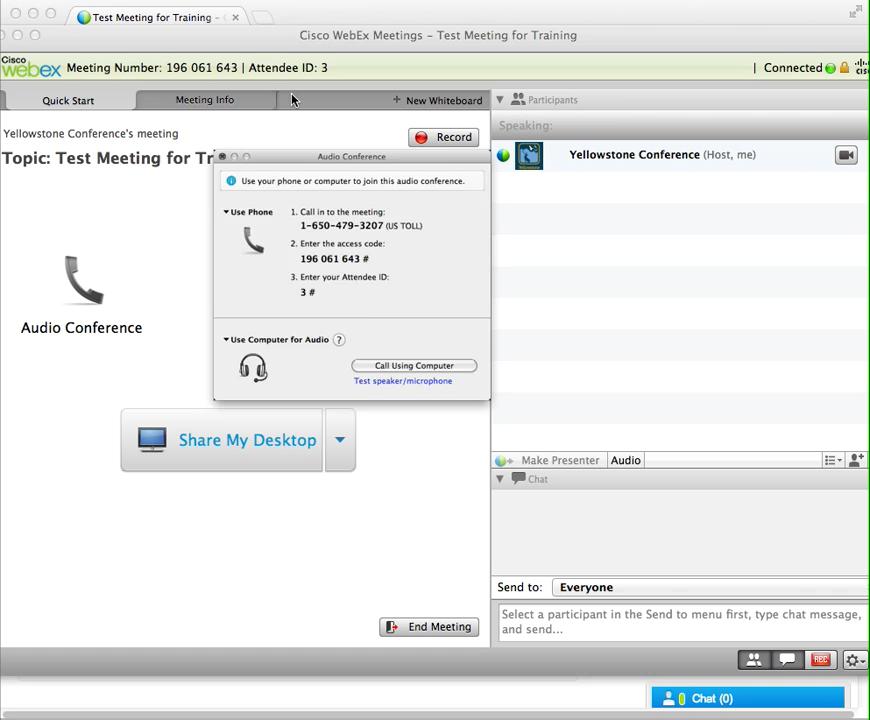 Test Meeting for Training -
Cisco WebEx Meetings - Test Meeting for Training
Cisco
webex
Meeting Number: 196 061 643 | Attendee ID: 3
| Connected
Quick Start
Meeting Info
+ New Whiteboard
Yellowstone Conference's meeting
Record
Topic: Test Meeting for Tr
Audio Conference
Audio Conference
Use your phone or computer to join this audio conference.
Use Phone
1. Call in to the meeting:
1-650-479-3207 (US TOLL)
2. Enter the access code:
196 061 643 #
3. Enter your Attendee ID:
3 #
Use Computer for Audio ?
Call Using Computer
Test speaker/microphone
Share My Desktop
End Meeting
Participants
Speaking:
Yellowstone Conference (Host, me)
Make Presenter
Audio
Chat
Send to: Everyone
Select a participant in the Send to menu first, type chat message,
and send...
REC
Chat (0)